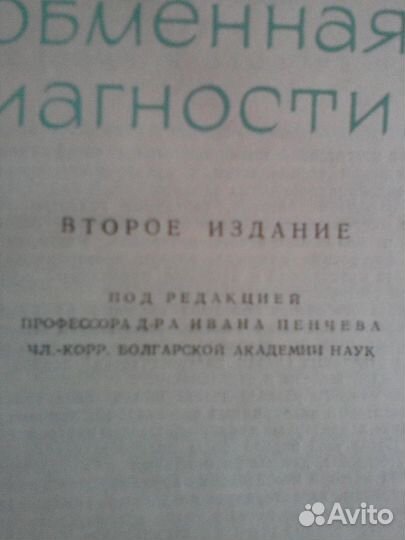 обменная
иагности
ВТОРОЕ ИЗДАНИЕ
ПОД РЕДАКЦИЕЙ
ПРОФЕССОРА Д-РА ИВАНА ПЕНЧЕВА
ЧЛ.-КОРР. БОЛГАРСКОЙ АКАДЕМИИ НАУК
Avito